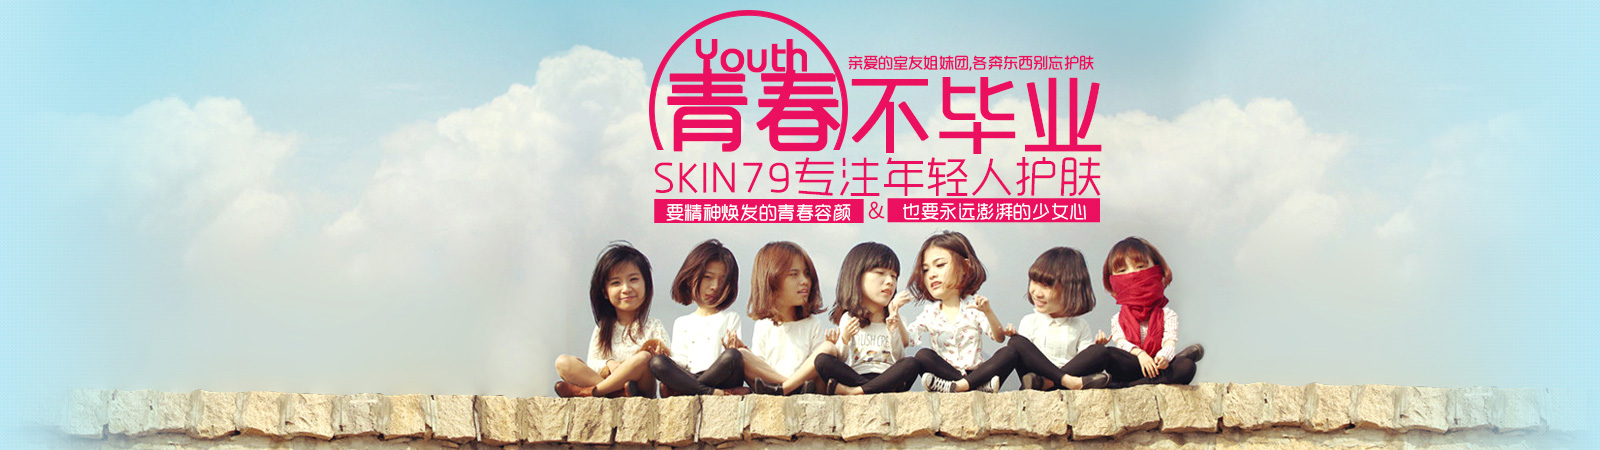 Youth
亲爱的室友姐妹团,各奔东西别忘护肤
青春不毕业
SKIN79专注年轻人护肤
要精神焕发的青春容颜 & 也要永远澎湃的少女心